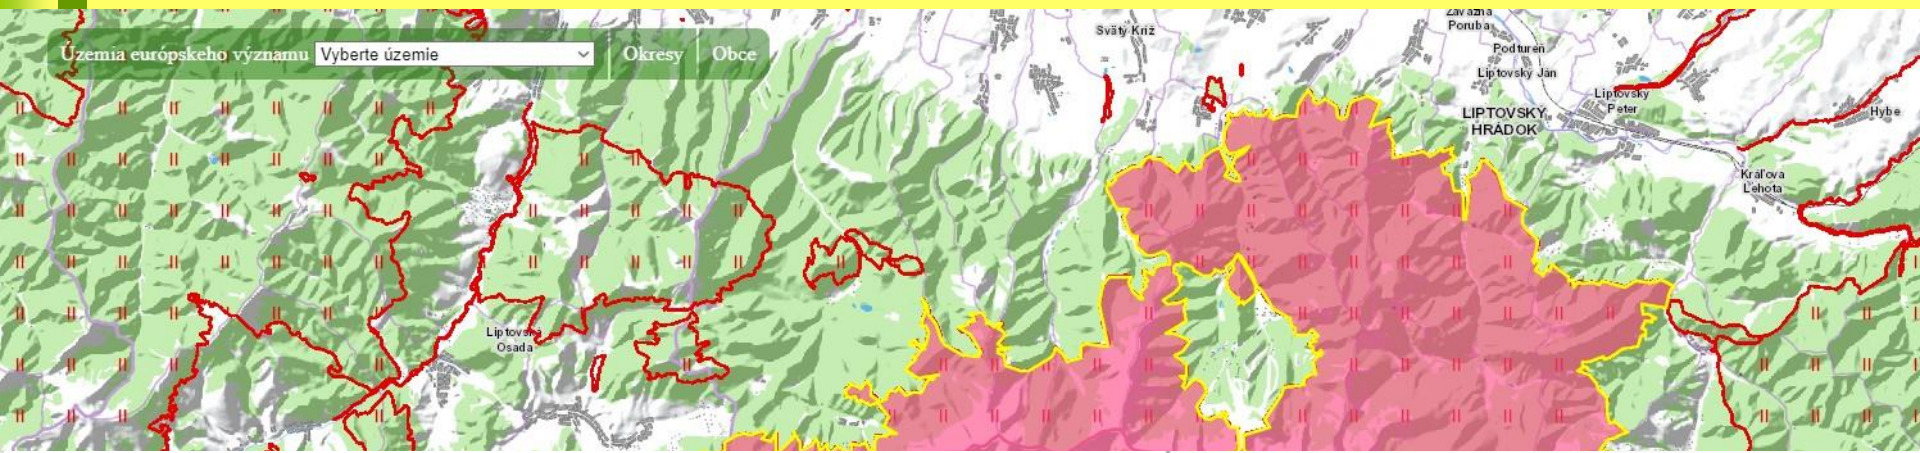 Územia európskeho významu
Vyberte územie
Okresy
Obce
Svätý Kríž
Závažná
Poruba
Podtureň
Liptovský Ján
LIPTOVSKÝ
HRÁDOK
Liptovský
Peter
Hybe
Kráľova
Lehota
Liptovská
Osada